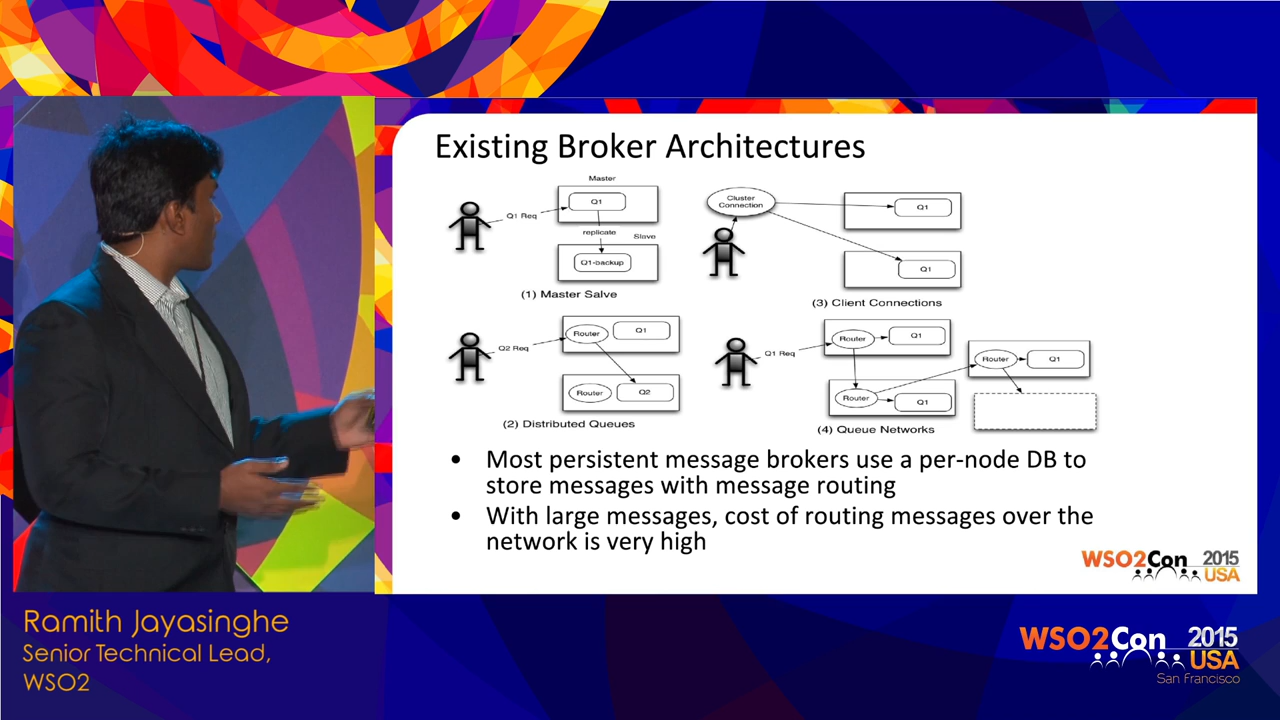 Existing Broker Architectures
Master
Q1 Req
Q1
replicate
Slave
Q1-backup
(1) Master Salve
Cluster
Connection
Q1
Q1
(3) Client Connections
Q2 Req
Router
Q1
Router
Q2
(2) Distributed Queues
Q1 Req
Router
Q1
Router
Q1
Router
Q1
(4) Queue Networks
• Most persistent message brokers use a per-node DB to
store messages with message routing
• With large messages, cost of routing messages over the
network is very high
WSO2Con 2015
USA
Ramith Jayasinghe
Senior Technical Lead,
WSO2
WSO2Con 2015
USA
San Francisco